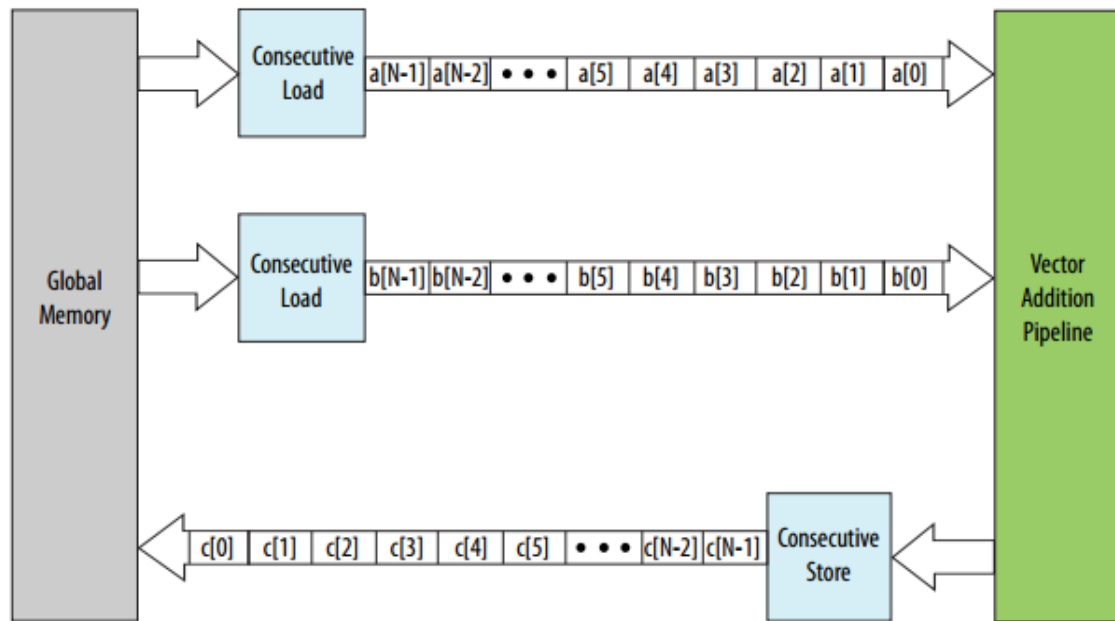 Consecutive
Load
a[N-1] a[N-2] • • • a[5] a[4] a[3] a[2] a[1] a[0]
Global
Memory
Consecutive
Load
b[N-1] b[N-2] • • • b[5] b[4] b[3] b[2] b[1] b[0]
Vector
Addition
Pipeline
c[0] c[1] c[2] c[3] c[4] c[5] • • • c[N-2] c[N-1]
Consecutive
Store